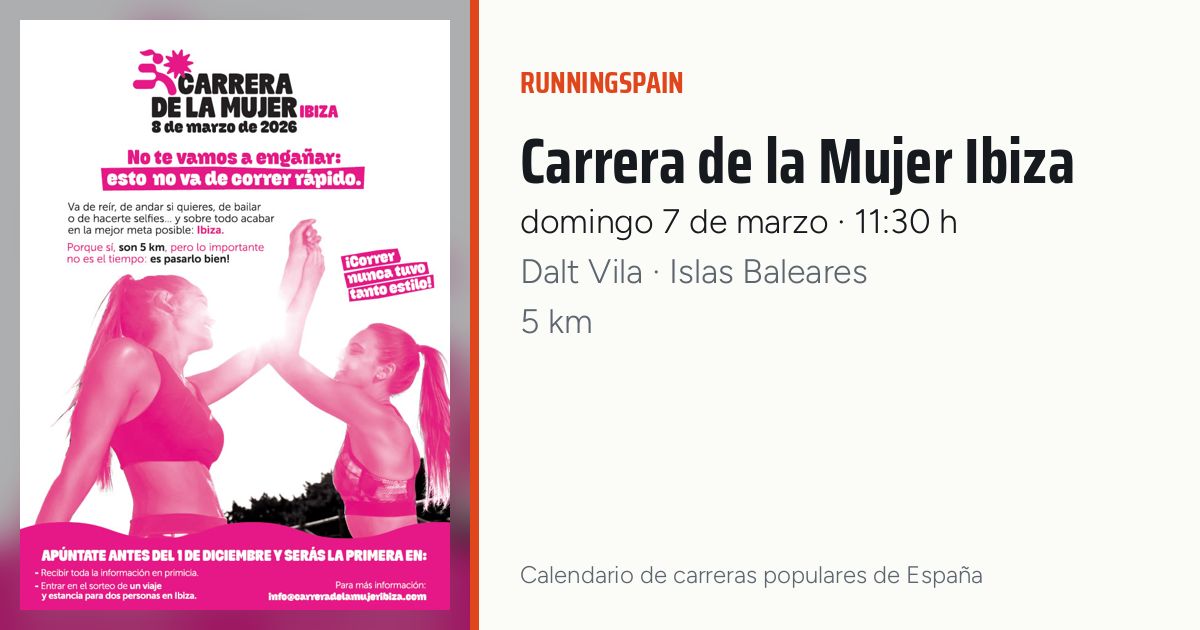 CARRERA
DE LA MUJER IBIZA
8 de marzo de 2026
No te vamos a engañar:
esto no va de correr rápido.
Va de reír, de andar si quieres, de bailar
o de hacerte selfies... y sobre todo acabar
en la mejor meta posible: Ibiza.
Porque sí, son 5 km, pero lo importante
no es el tiempo: es pasarlo bien!
¡Correr
nunca tuvo
tanto estilo!
APÚNTATE ANTES DEL 1 DE DICIEMBRE Y SERÁS LA PRIMERA EN:
- Recibir toda la información en primicia.
- Entrar en el sorteo de un viaje
y estancia para dos personas en Ibiza.
Para más información:
info@carreradelamujeribiza.com
RUNNINGSPAIN
Carrera de la Mujer Ibiza
domingo 7 de marzo · 11:30 h
Dalt Vila · Islas Baleares
5 km
Calendario de carreras populares de España